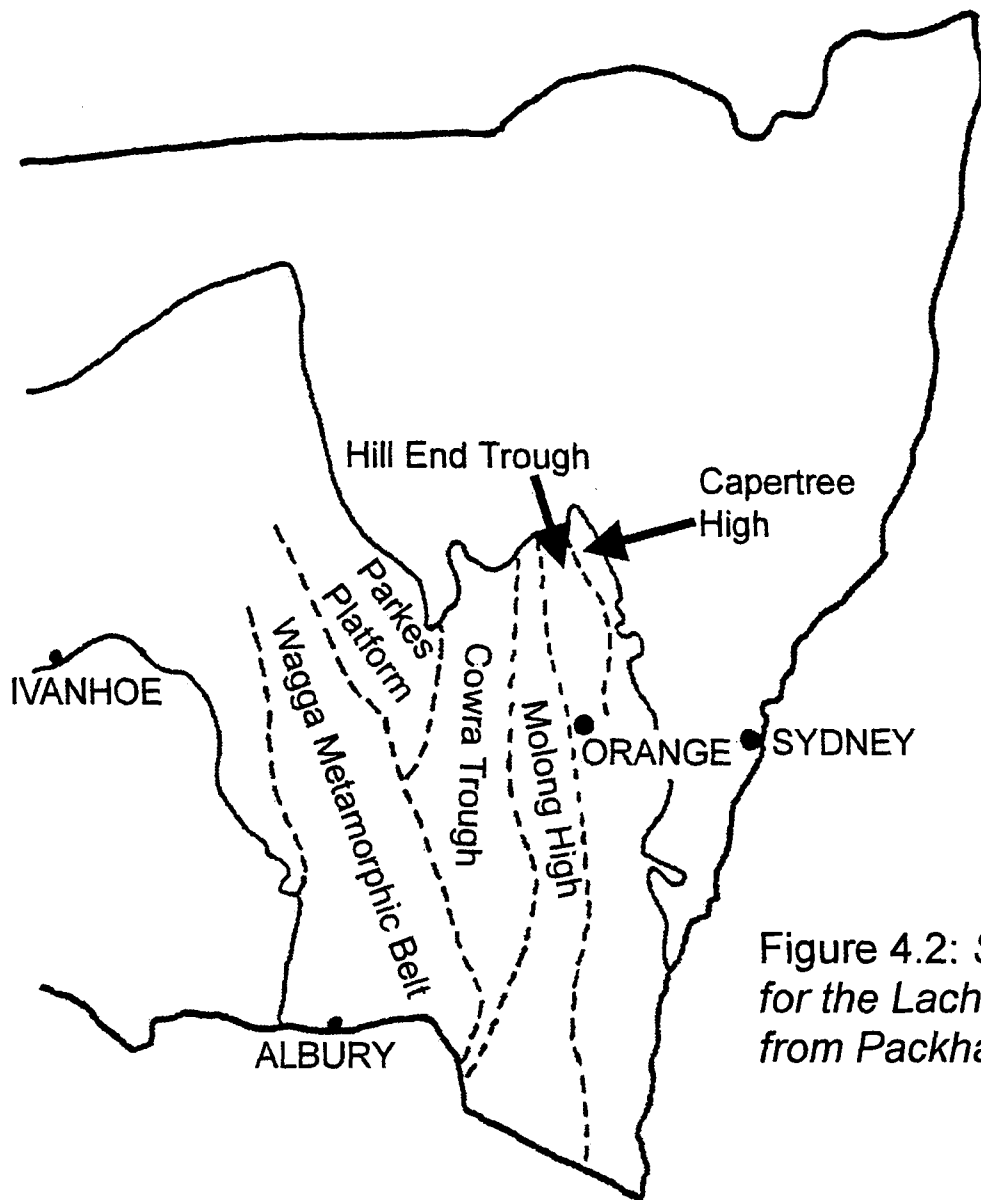 Hill End Trough
Capertree
High
Parkes
Platform
Wagga Metamorphic Belt
Cowra Trough
Molong High
IVANHOE
ORANGE
SYDNEY
ALBURY
Figure 4.2:
for the Lach
from Packha